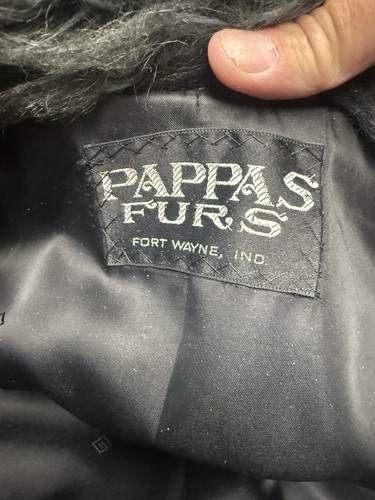 PAPPAS
FURS
FORT WAYNE, IND.